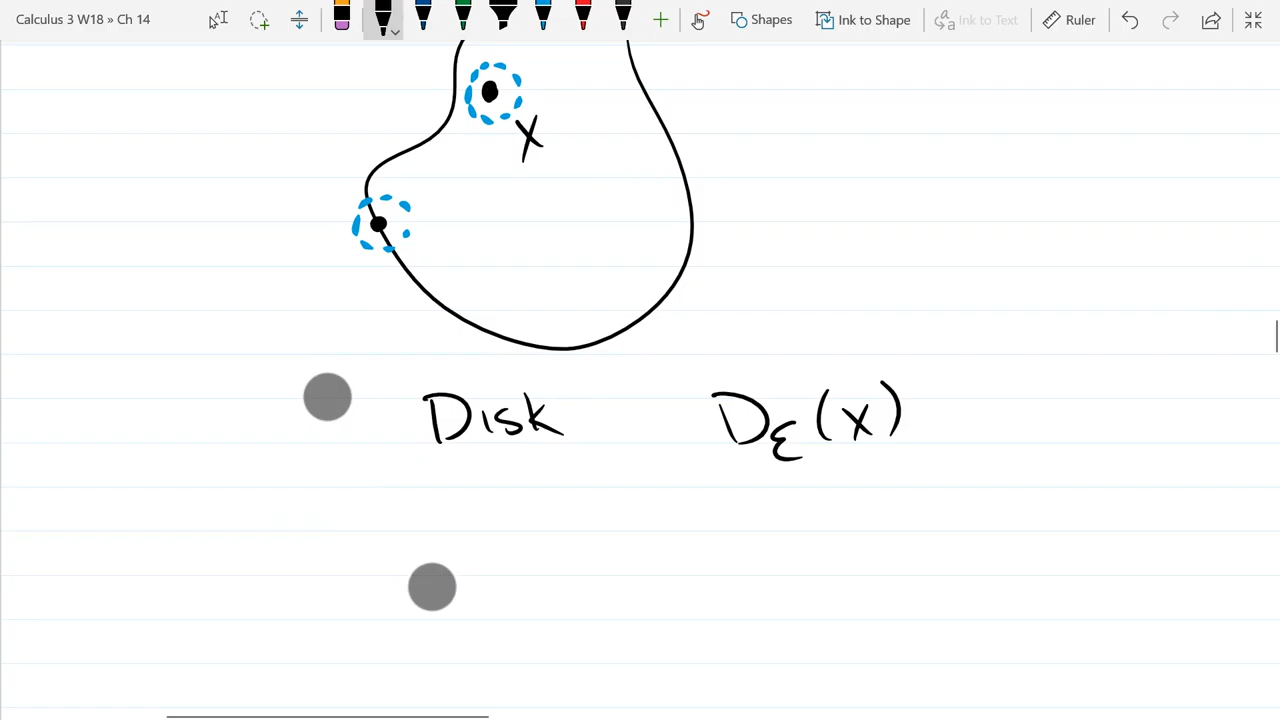 Calculus 3 W18 » Ch 14 Shapes Ink to Shape Ink to Text Ruler
X
Disk Dε(x)